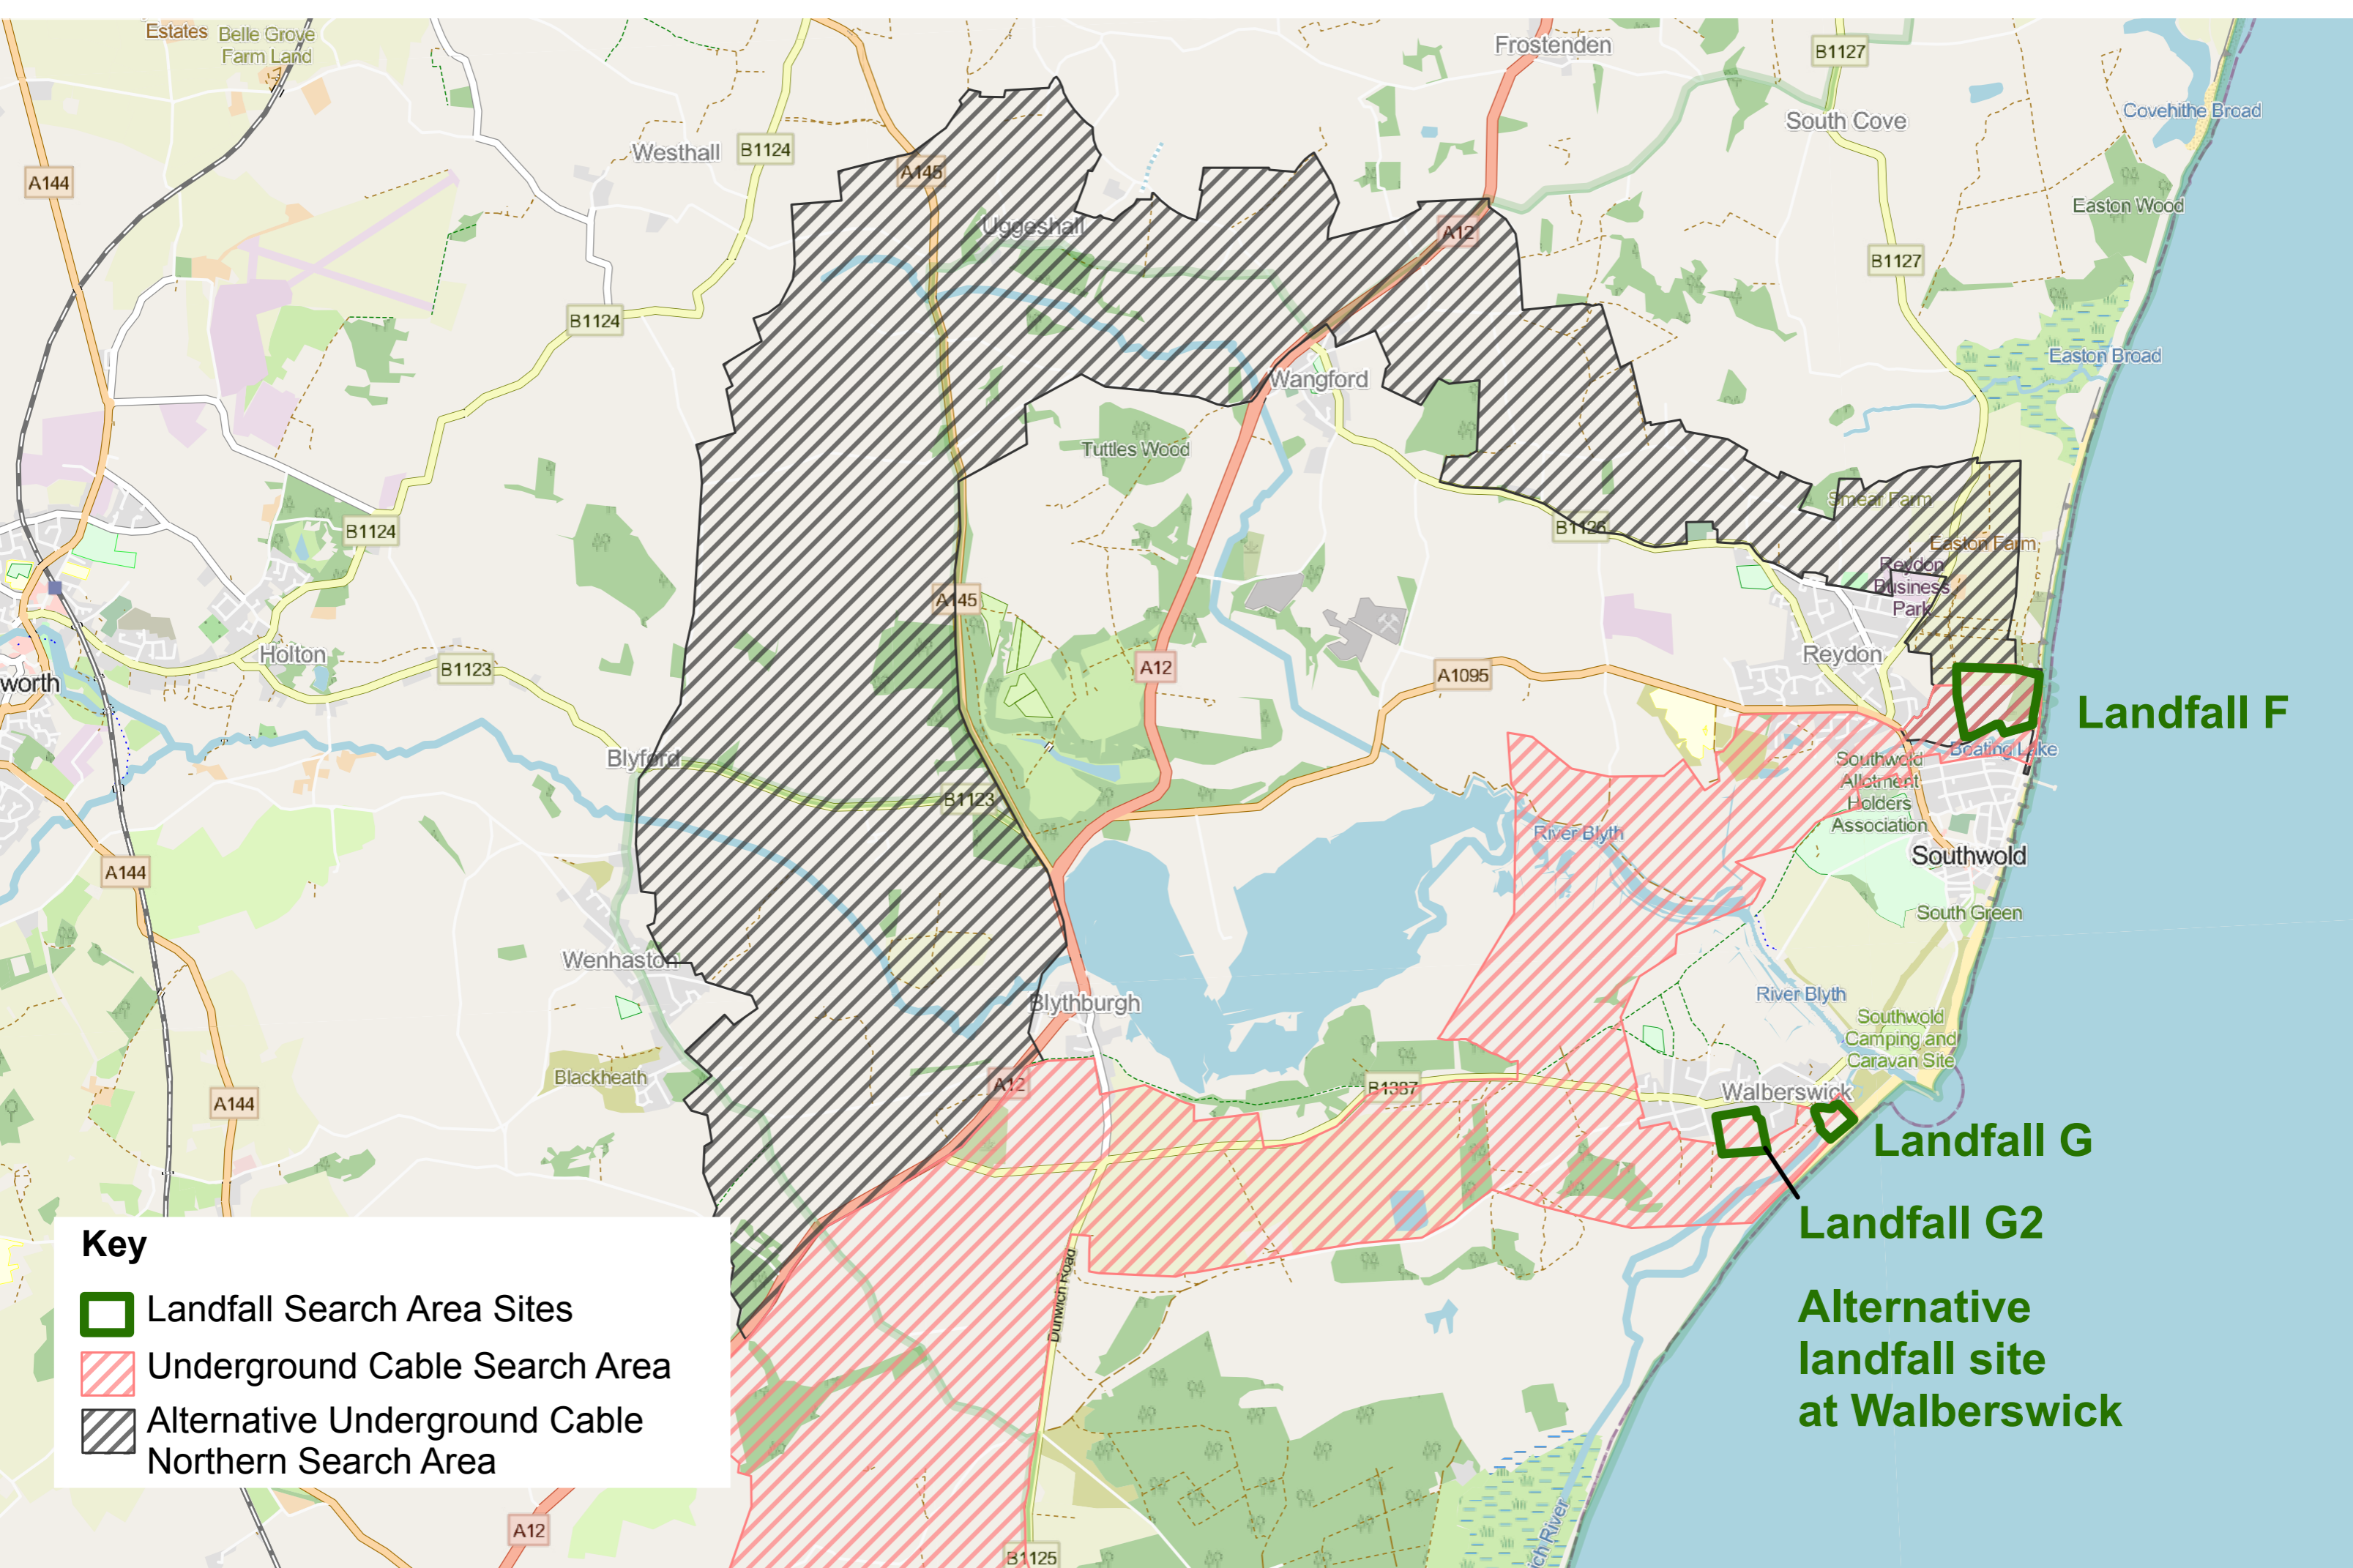 Estates
Belle Grove
Farm Land
Frostenden
B1127
Covehithe Broad
South Cove
Westhall
B1124
A144
A145
Easton Wood
Uggeshall
A12
B1127
B1124
Easton Broad
Wangford
Tuttles Wood
Smear Farm
B1126
B1124
Easton Farm
Reydon
Business
Park
A145
Holton
B1123
A12
A1095
Reydon
worth
Landfall F
Boating Lake
Blyford
Southwold
Allotment
Holders
Association
B1123
River Blyth
Southwold
A144
South Green
Wenhaston
Blythburgh
River Blyth
Southwold
Camping and
Caravan Site
Blackheath
A12
B1387
Walberswick
A144
Landfall G
Landfall G2
Dunwich Road
Alternative
landfall site
at Walberswick
Key
Landfall Search Area Sites
Underground Cable Search Area
Alternative Underground Cable
Northern Search Area
A12
B1125
ich River